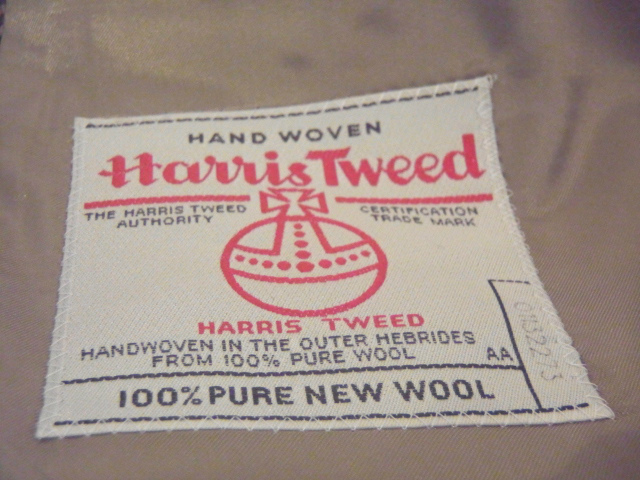 HAND WOVEN
Harris Tweed
THE HARRIS TWEED AUTHORITY
CERTIFICATION TRADE MARK
HARRIS TWEED
HANDWOVEN IN THE OUTER HEBRIDES
FROM 100% PURE WOOL
AA
100% PURE NEW WOOL